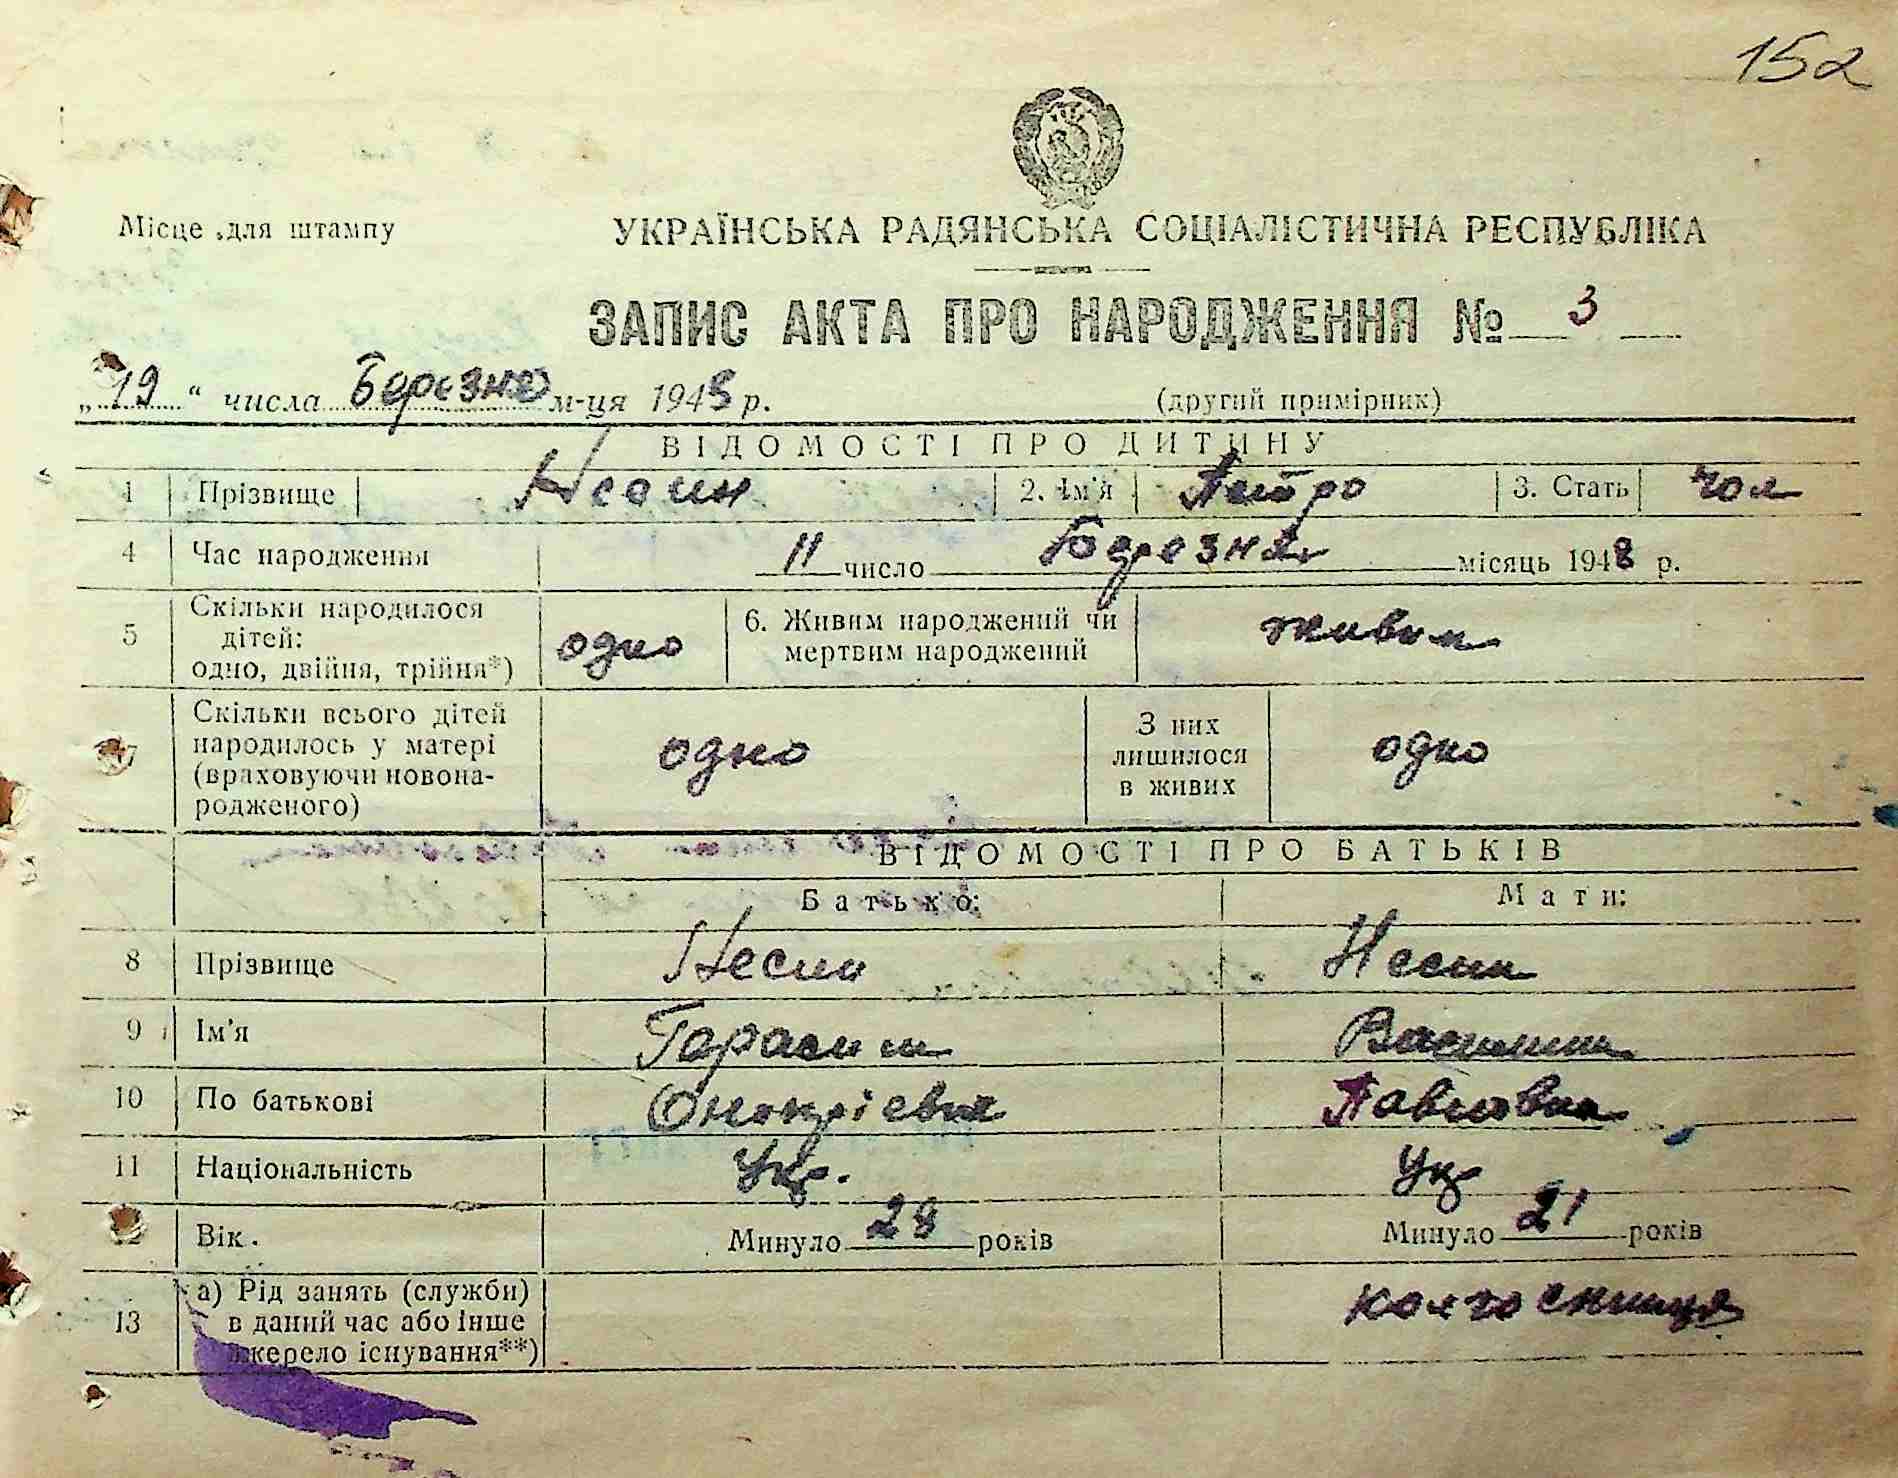 152
Місце для штампу
УКРАЇНСЬКА РАДЯНСЬКА СОЦІАЛІСТИЧНА РЕСПУБЛІКА
ЗАПИС АКТА ПРО НАРОДЖЕННЯ № 3
„19“ числа Березня м-ця 1948 р. (другий примірник)
ВІДОМОСТІ ПРО ДИТИНУ
1 Прізвище Несин 2. Ім'я Петро 3. Стать чол
4 Час народження 11 число Березня місяць 1948 р.
5 Скільки народилося дітей: одно, двійня, трійня*) одно 6. Живим народжений чи мертвим народжений живим
7 Скільки всього дітей народилось у матері (враховуючи новонародженого) одно З них лишилося в живих одно
ВІДОМОСТІ ПРО БАТЬКІВ
Батько: Мати:
8 Прізвище Несин Несин
9 Ім'я Герасим
10 По батькові Павловна
11 Національність Укр. Укр
12 Вік. Минуло 28 років Минуло 21 років
13 а) Рід занять (служби) в даний час або інше джерело існування**) колгоспниця